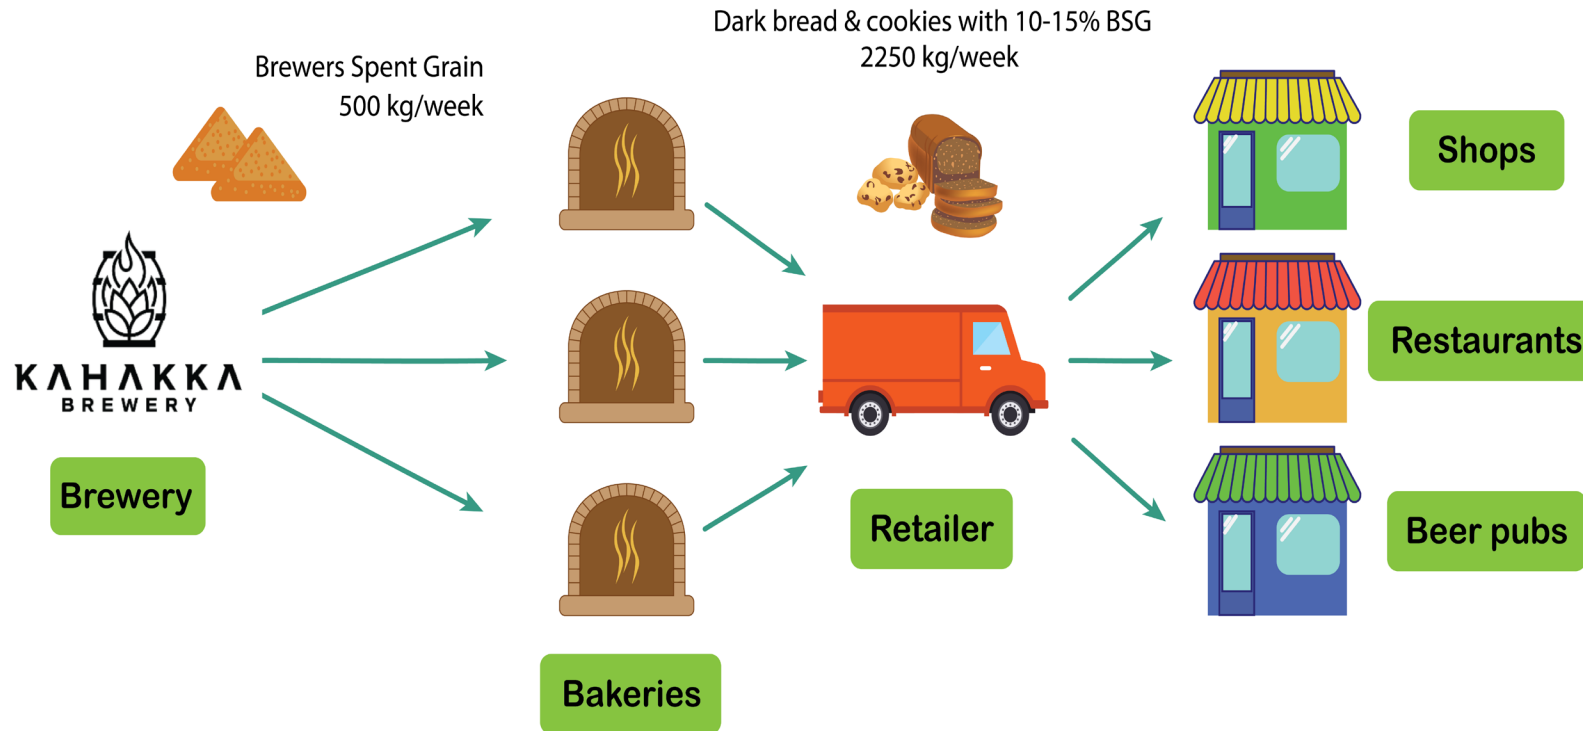 Dark bread & cookies with 10-15% BSG
2250 kg/week
Brewers Spent Grain
500 kg/week
KAHAKKA
BREWERY
Brewery
Bakeries
Retailer
Shops
Restaurants
Beer pubs